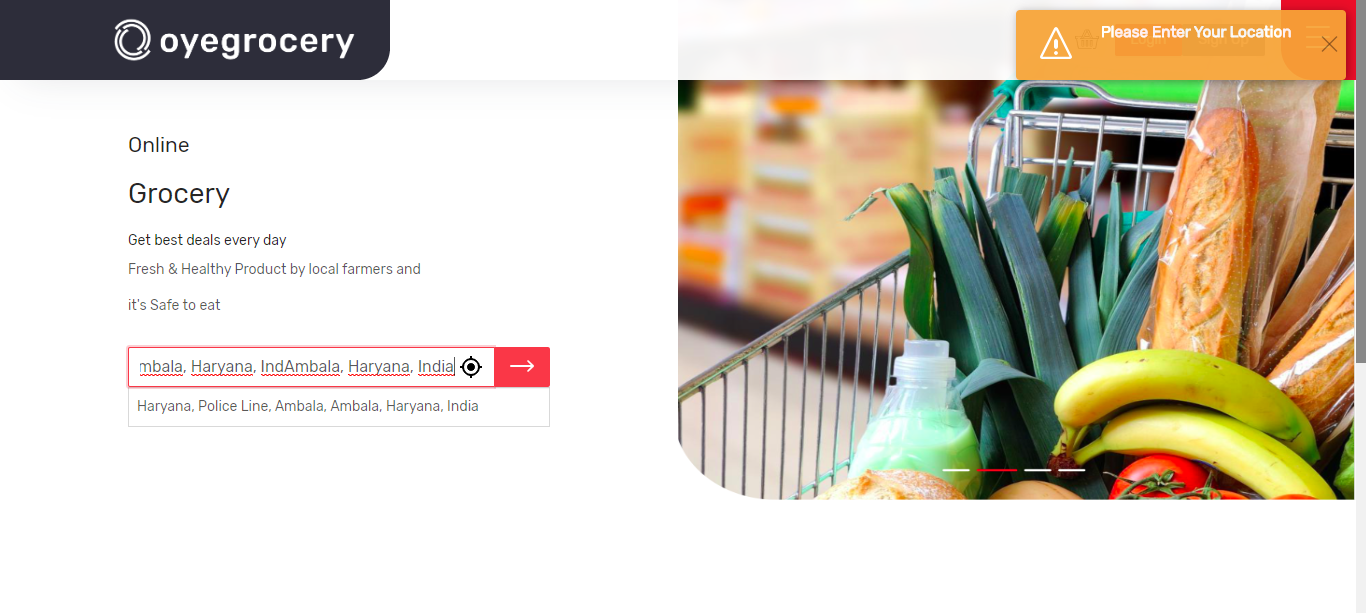 oyegrocery
Please Enter Your Location
Online
Grocery
Get best deals every day
Fresh & Healthy Product by local farmers and
it's Safe to eat
mbala, Haryana, IndAmbala, Haryana, India
Haryana, Police Line, Ambala, Ambala, Haryana, India